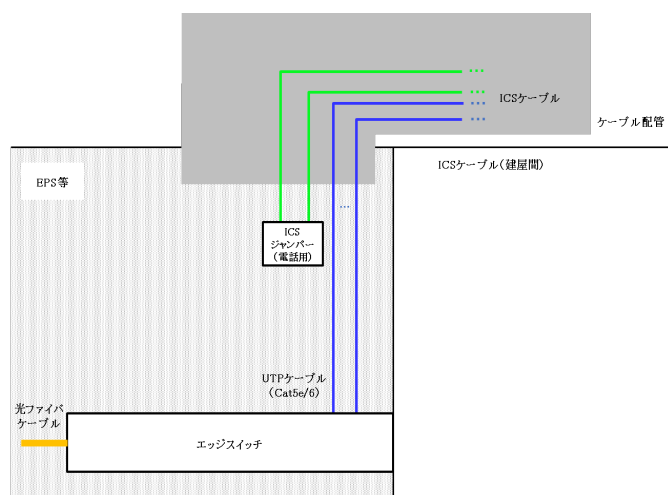 ICSケーブル
ケーブル配管
ICSケーブル(建屋間)
EPS等
ICS
ジャンパー
(電話用)
UTPケーブル
(Cat5e/6)
光ファイバ
ケーブル
エッジスイッチ